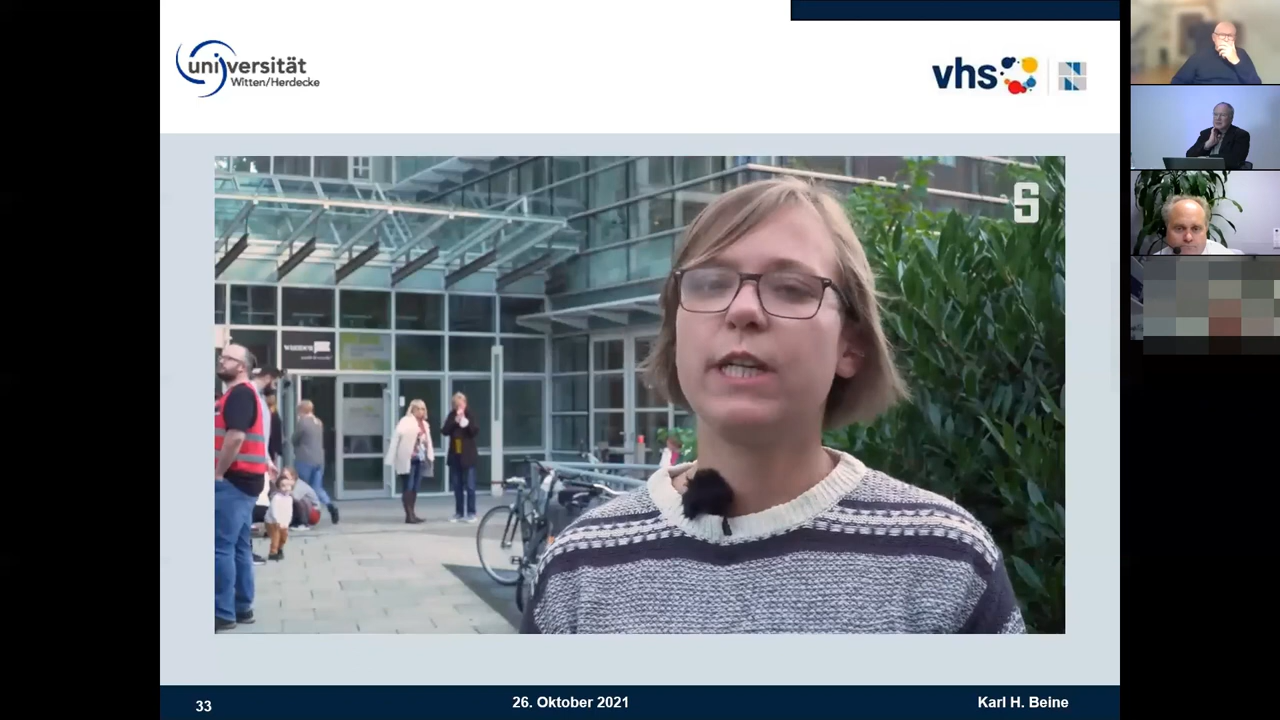 universität
Witten/Herdecke
vhs
S
33
26. Oktober 2021
Karl H. Beine